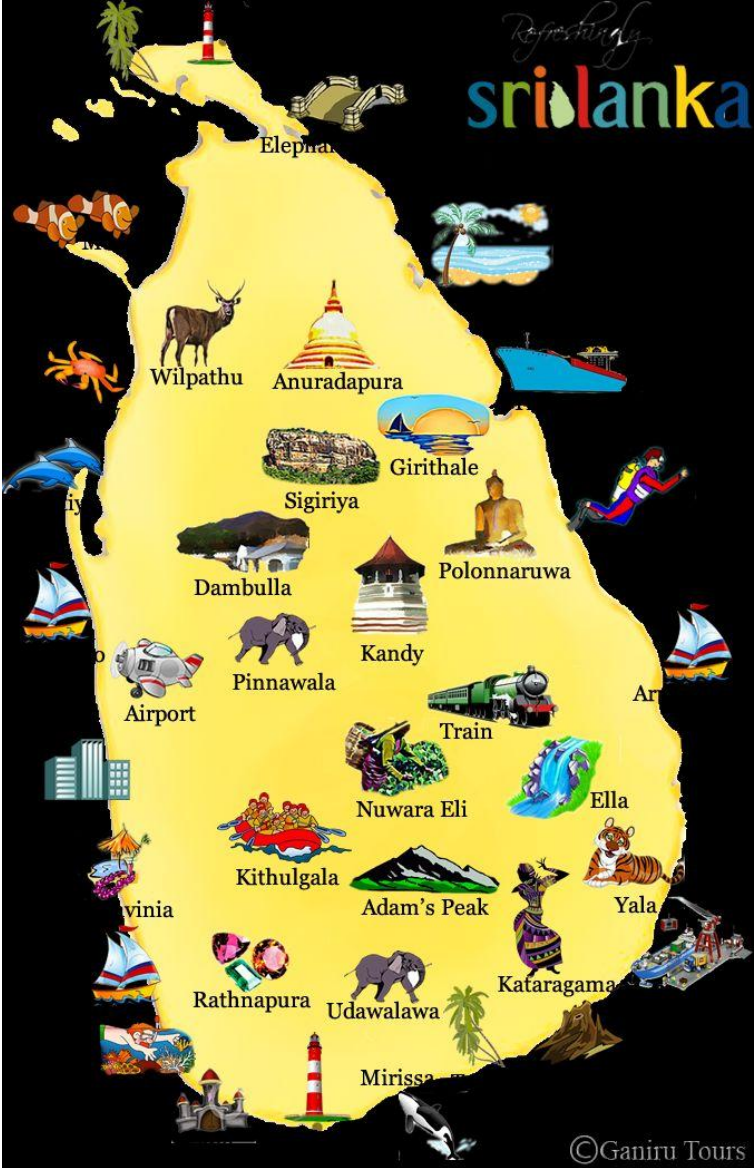 Refreshingly
srilanka
Wilpathu
Anuradapura
Girithale
Sigiriya
Polonnaruwa
Dambulla
Kandy
Pinnawala
Airport
Train
Nuwara Eli
Ella
Kithulgala
Adam's Peak
Yala
Kataragama
Rathnapura
Udawalawa
Mirissa
©Ganiru Tours